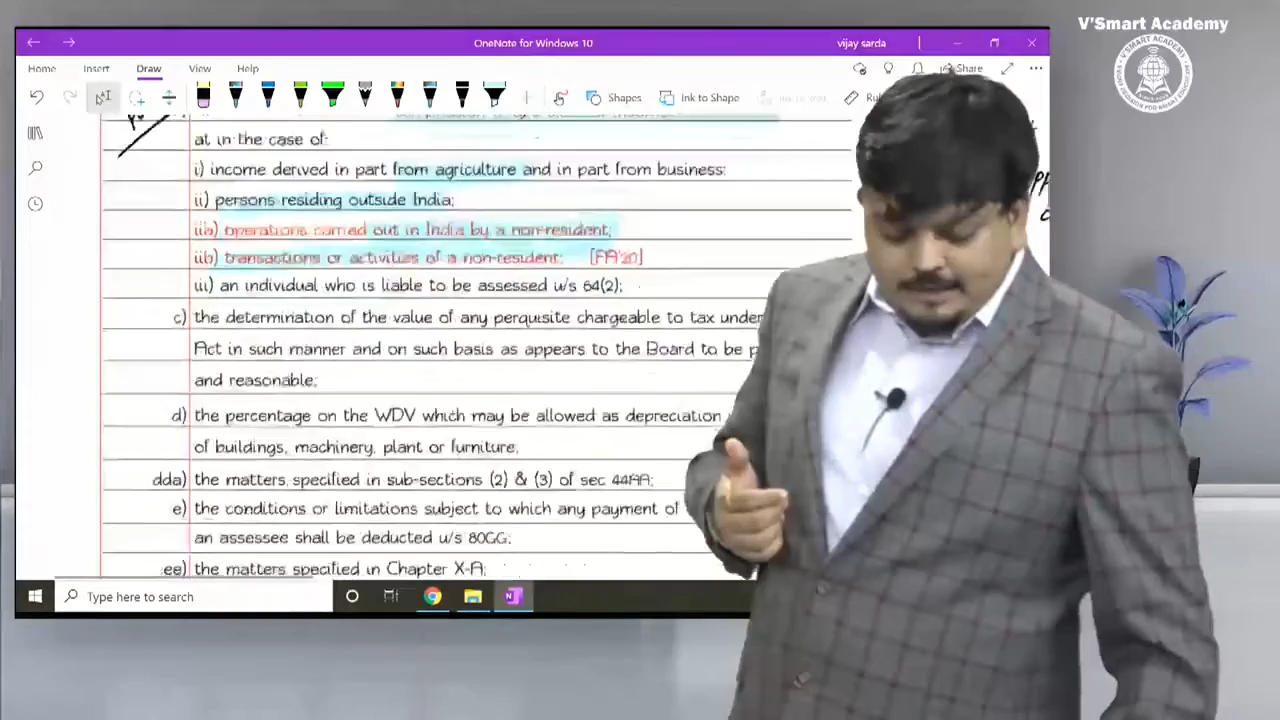 V'Smart Academy
OneNote for Windows 10
vijay sarda
Home Insert Draw View Help
Share
Shapes
Ink to Shape
at in the case of:
i) income derived in part from agriculture and in part from business;
ii) persons residing outside India;
iia) operations carried out in India by a non-resident;
iib) transactions or activities of a non-resident; [FA'20]
iii) an individual who is liable to be assessed u/s 64(2);
c) the determination of the value of any perquisite chargeable to tax under
Act in such manner and on such basis as appears to the Board to be p
and reasonable;
d) the percentage on the WDV which may be allowed as depreciation
of buildings, machinery, plant or furniture;
dda) the matters specified in sub-sections (2) & (3) of sec 44AA;
e) the conditions or limitations subject to which any payment of
an assessee shall be deducted u/s 80GG;
ee) the matters specified in Chapter X-A;
Type here to search